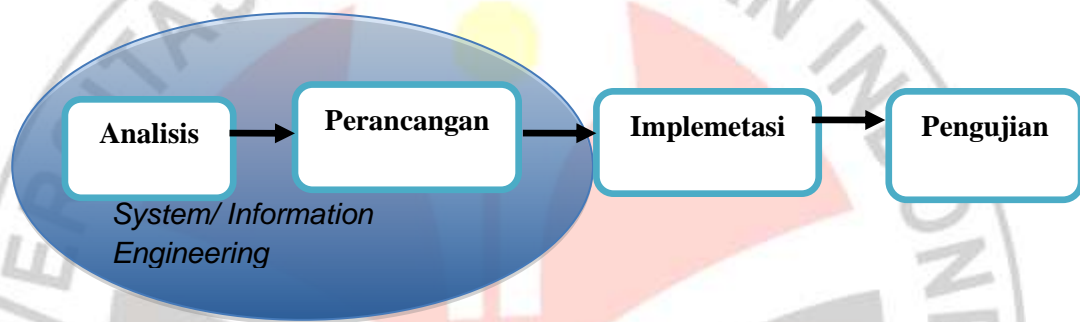 Analisis
Perancangan
Implemetasi
Pengujian
System/ Information
Engineering